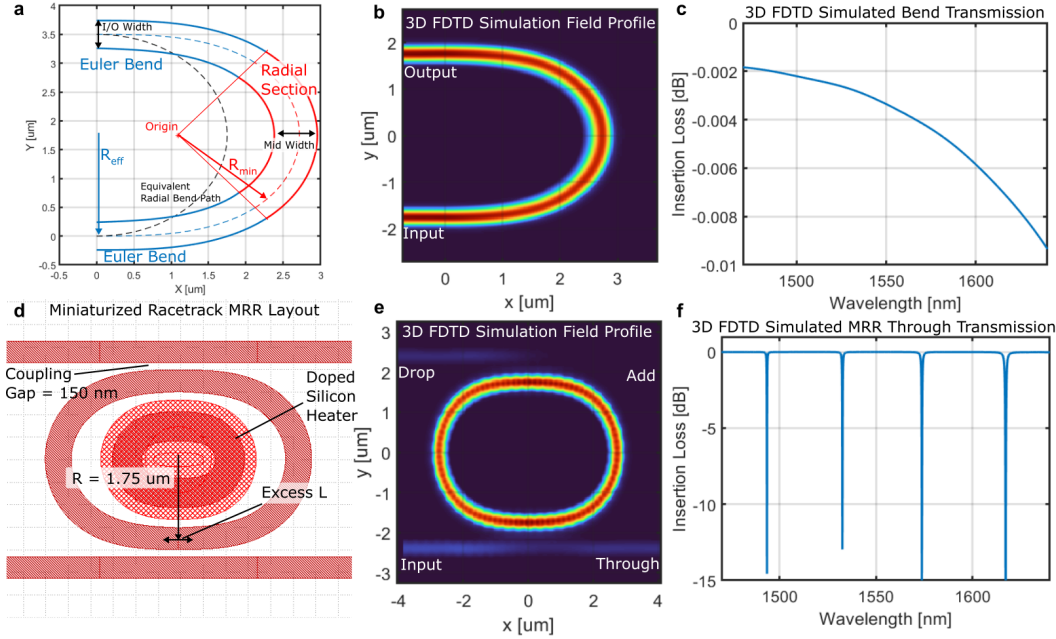 a
4
3.5
3
2.5
2
1.5
1
0.5
0
-0.5
-0.5
0
0.5
1
1.5
2
2.5
3
Y [um]
X [um]
I/O Width
Euler Bend
Radial
Section
Origin
Mid Width
R_eff
R_min
Equivalent
Radial Bend Path
Euler Bend
b
3D FDTD Simulation Field Profile
2
1
0
-1
-2
0
1
2
3
y [um]
x [um]
Output
Input
c
3D FDTD Simulated Bend Transmission
0
-0.002
-0.004
-0.006
-0.008
-0.01
1500
1550
1600
Insertion Loss [dB]
Wavelength [nm]
d
Miniaturized Racetrack MRR Layout
Coupling
Gap = 150 nm
Doped
Silicon
Heater
R = 1.75 um
Excess L
e
3D FDTD Simulation Field Profile
3
2
1
0
-1
-2
-3
-4
-2
0
2
4
y [um]
x [um]
Drop
Add
Input
Through
f
3D FDTD Simulated MRR Through Transmission
0
-5
-10
-15
1500
1550
1600
Insertion Loss [dB]
Wavelength [nm]